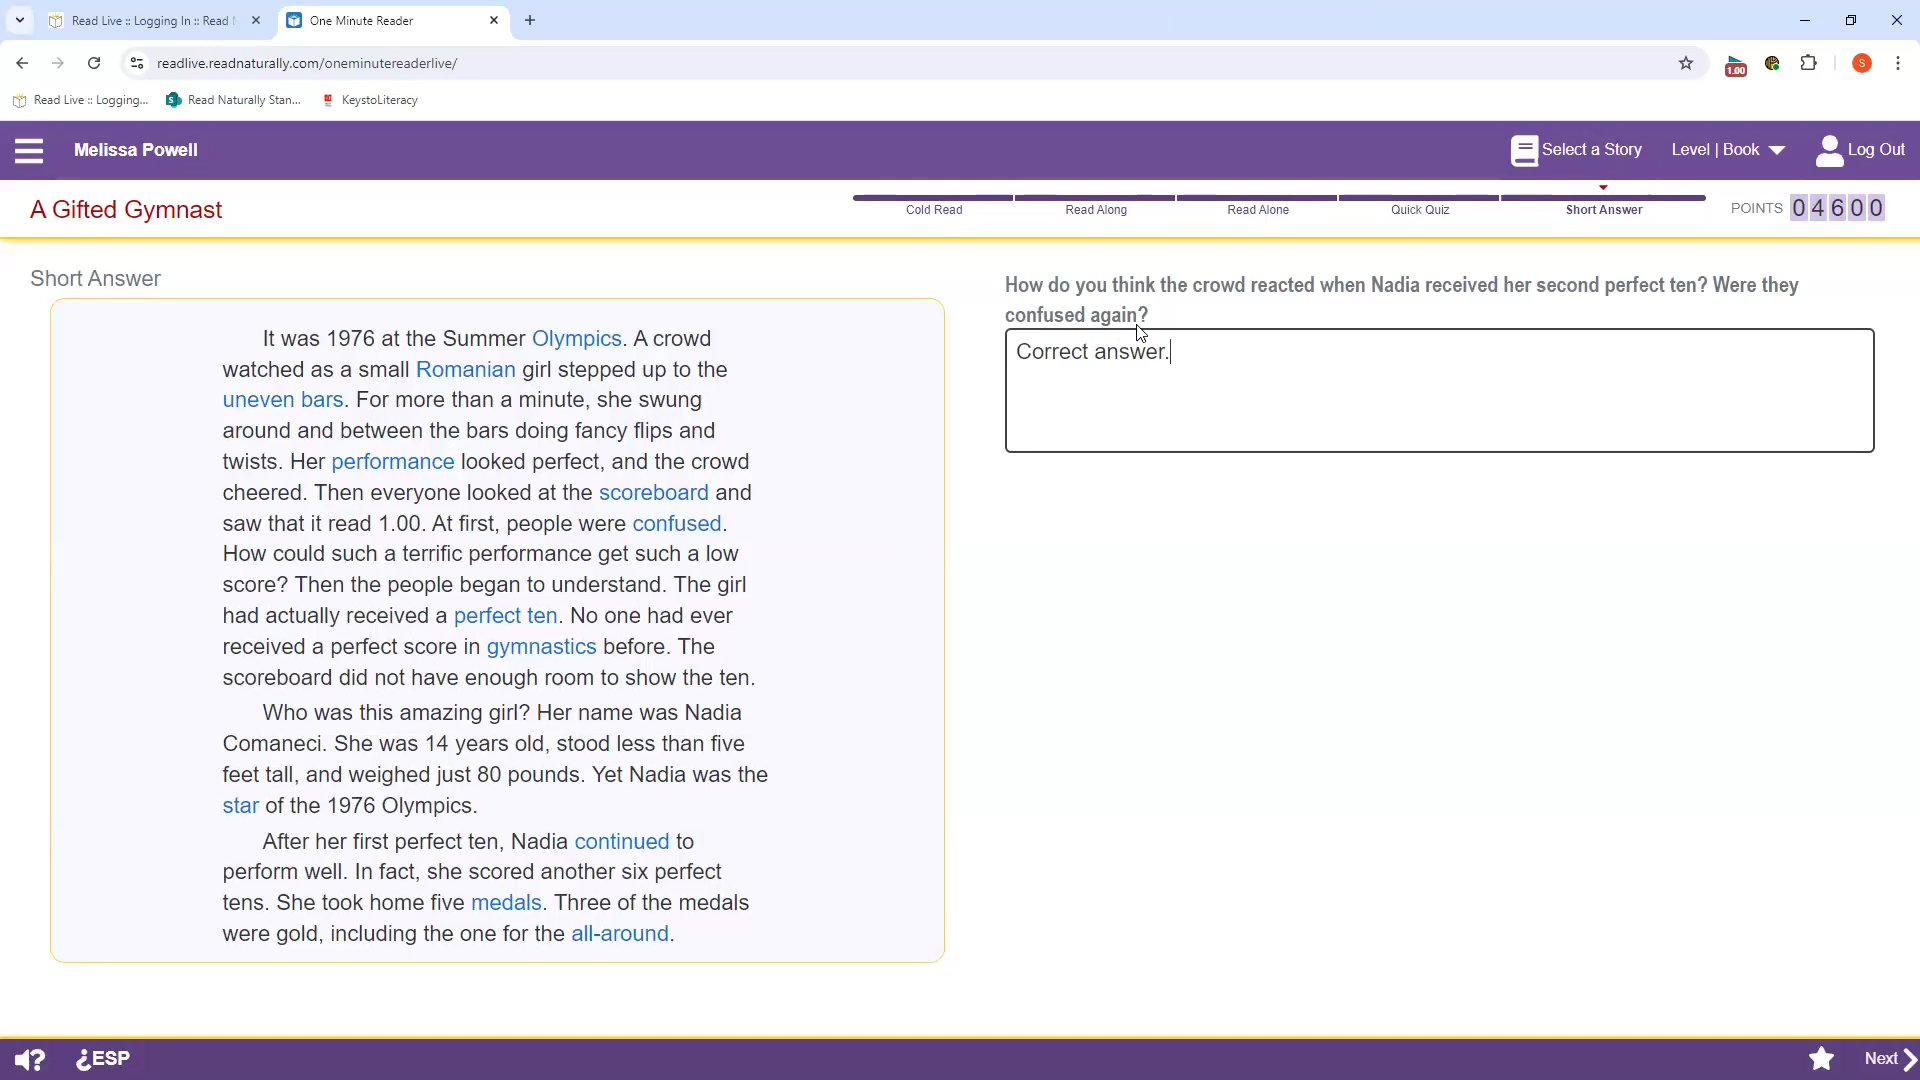 Read Live :: Logging In :: Read
One Minute Reader
readlive.readnaturally.com/oneminutereaderlive/
1.00
S
Read Live :: Logging...
Read Naturally Stan...
KeystoLiteracy
Melissa Powell
Select a Story
Level | Book
Log Out
A Gifted Gymnast
Cold Read
Read Along
Read Alone
Quick Quiz
Short Answer
POINTS 04600
Short Answer
It was 1976 at the Summer Olympics. A crowd
watched as a small Romanian girl stepped up to the
uneven bars. For more than a minute, she swung
around and between the bars doing fancy flips and
twists. Her performance looked perfect, and the crowd
cheered. Then everyone looked at the scoreboard and
saw that it read 1.00. At first, people were confused.
How could such a terrific performance get such a low
score? Then the people began to understand. The girl
had actually received a perfect ten. No one had ever
received a perfect score in gymnastics before. The
scoreboard did not have enough room to show the ten.
Who was this amazing girl? Her name was Nadia
Comaneci. She was 14 years old, stood less than five
feet tall, and weighed just 80 pounds. Yet Nadia was the
star of the 1976 Olympics.
After her first perfect ten, Nadia continued to
perform well. In fact, she scored another six perfect
tens. She took home five medals. Three of the medals
were gold, including the one for the all-around.
How do you think the crowd reacted when Nadia received her second perfect ten? Were they
confused again?
Correct answer.
?
¿ESP
Next